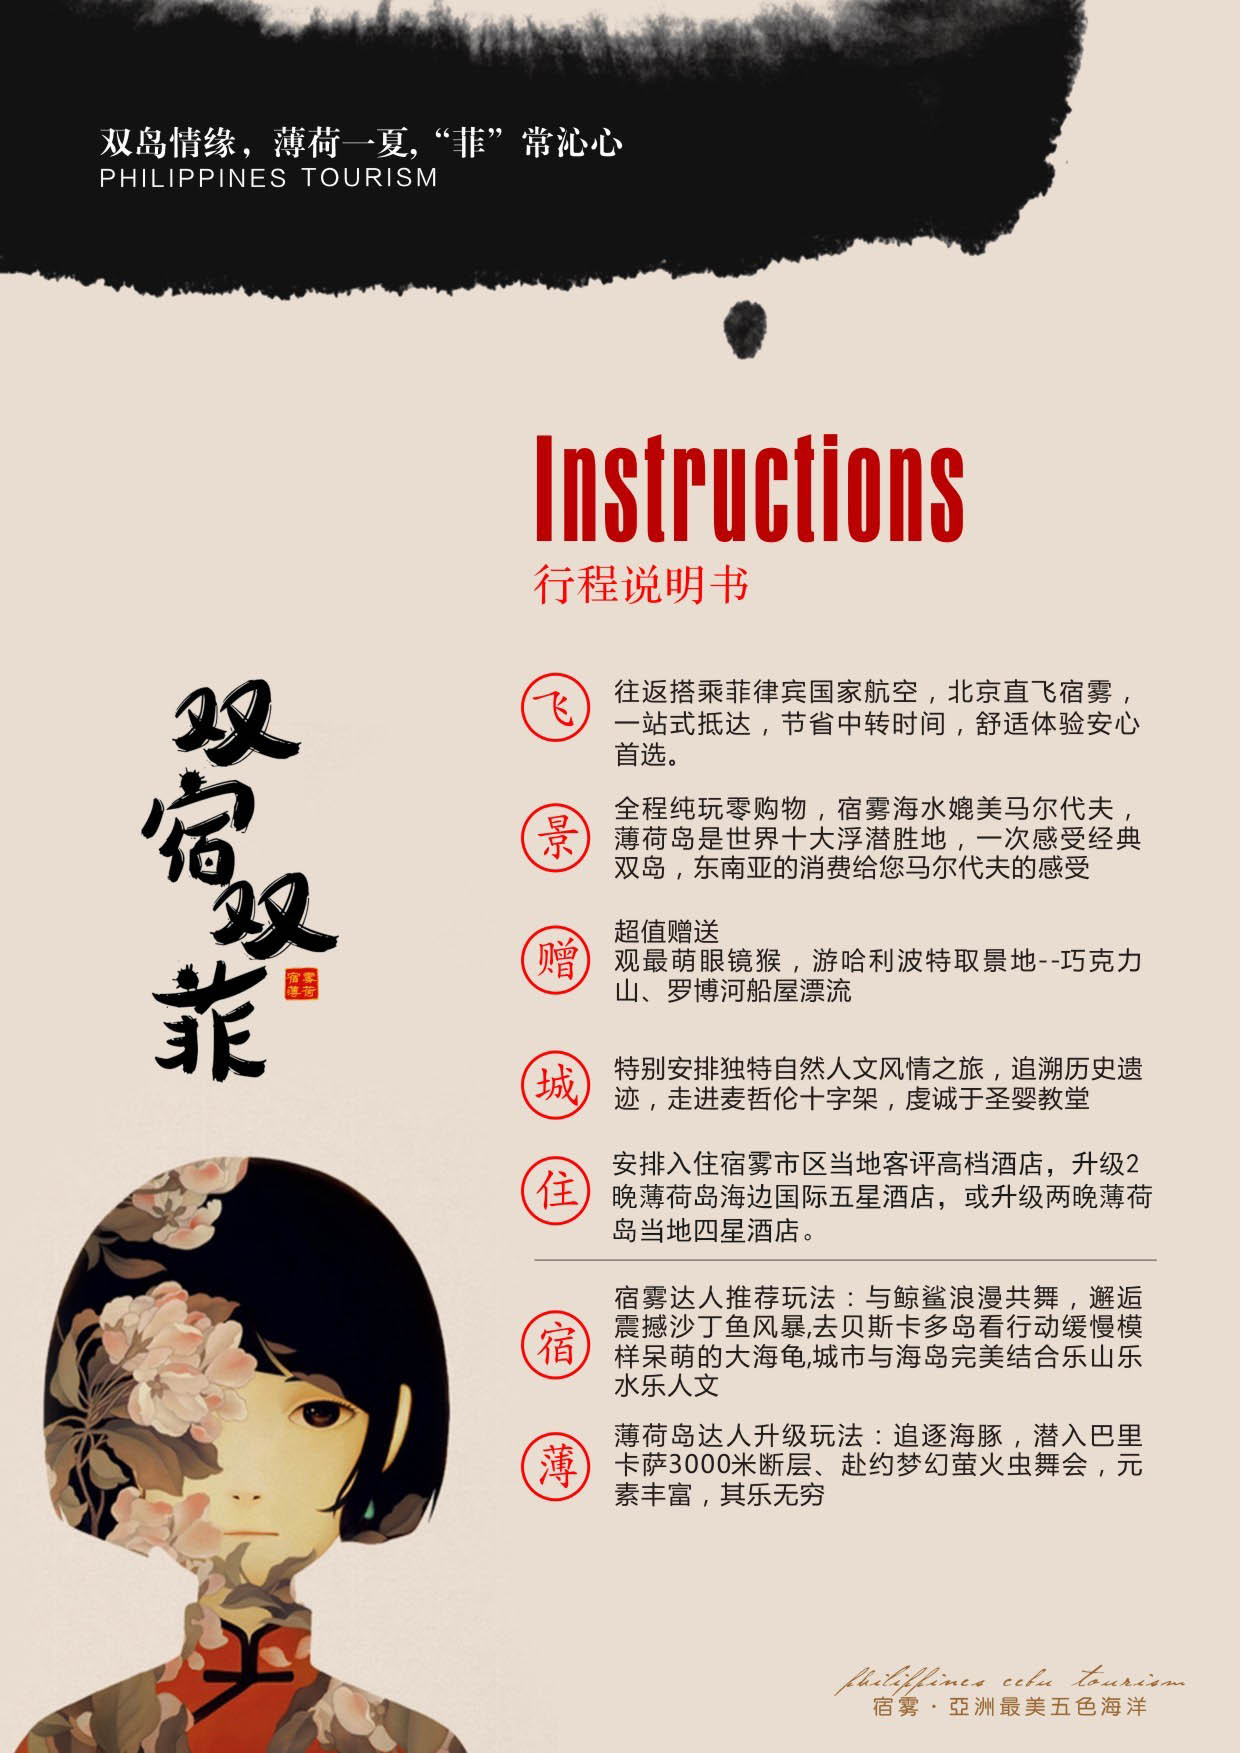 双岛情缘，薄荷一夏,“菲”常沁心
PHILIPPINES TOURISM
Instructions
行程说明书
双
宿
双
菲
宿雾
薄荷
飞
往返搭乘菲律宾国家航空，北京直飞宿雾，
一站式抵达，节省中转时间，舒适体验安心
首选。
景
全程纯玩零购物，宿雾海水媲美马尔代夫，
薄荷岛是世界十大浮潜胜地，一次感受经典
双岛，东南亚的消费给您马尔代夫的感受
赠
超值赠送
观最萌眼镜猴，游哈利波特取景地--巧克力
山、罗博河船屋漂流
城
特别安排独特自然人文风情之旅，追溯历史遗
迹，走进麦哲伦十字架，虔诚于圣婴教堂
住
安排入住宿雾市区当地客评高档酒店，升级2
晚薄荷岛海边国际五星酒店，或升级两晚薄荷
岛当地四星酒店。
宿
宿雾达人推荐玩法：与鲸鲨浪漫共舞，邂逅
震撼沙丁鱼风暴,去贝斯卡多岛看行动缓慢模
样呆萌的大海龟,城市与海岛完美结合乐山乐
水乐人文
薄
薄荷岛达人升级玩法：追逐海豚，潜入巴里
卡萨3000米断层、赴约梦幻萤火虫舞会，元
素丰富，其乐无穷
philippines cebu tourism
宿雾·亞洲最美五色海洋